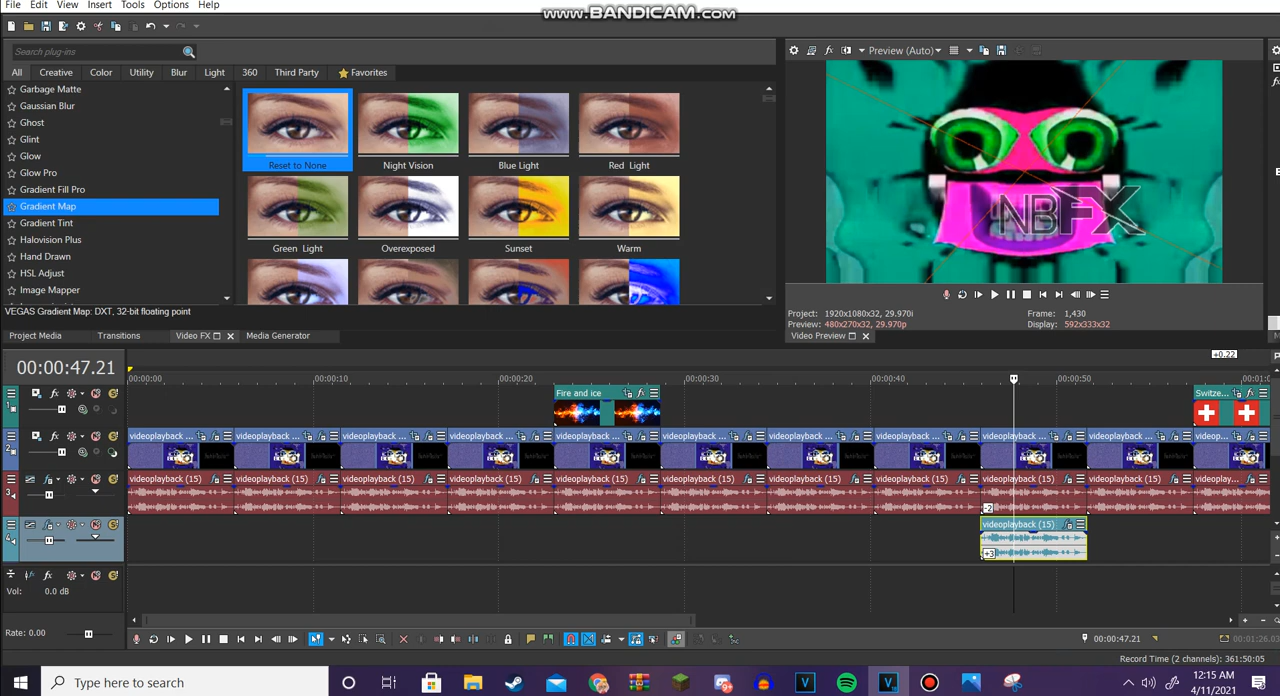 www.BANDICAM.com
File Edit View Insert Tools Options Help
Search plug-ins
All Creative Color Utility Blur Light 360 Third Party Favorites
Garbage Matte
Gaussian Blur
Ghost
Glint
Glow
Glow Pro
Gradient Fill Pro
Gradient Map
Gradient Tint
Halovision Plus
Hand Drawn
HSL Adjust
Image Mapper
Reset to None Night Vision Blue Light Red Light
Green Light Overexposed Sunset Warm
VEGAS Gradient Map: DXT, 32-bit floating point
Project Media Transitions Video FX Media Generator
Preview (Auto)
NBFX
Project: 1920x1080x32, 29.970i
Preview: 480x270x32, 29.970p
Video Preview
Frame: 1,430
Display: 592x333x32
+0.22
00:00:47.21
00:00:00 00:00:10 00:00:20 00:00:30 00:00:40 00:00:50 00:01:0
1 Fire and ice Switze...
2 videoplayback ... videoplayback ... videoplayback ... videoplayback ... videoplayback ... videoplayback ... videoplayback ... videoplayback ... videoplayback ... videoplayback ... videop...
3 videoplayback (15) videoplayback (15) videoplayback (15) videoplayback (15) videoplayback (15) videoplayback (15) videoplayback (15) videoplayback (15) videoplayback (15) videoplayback (15) videoplay...
-2
4 videoplayback (15)
+3
Vol: 0.0 dB
Rate: 0.00
00:00:47.21
00:01:26.03
Record Time (2 channels): 361:50:05
Type here to search
12:15 AM
4/11/2021